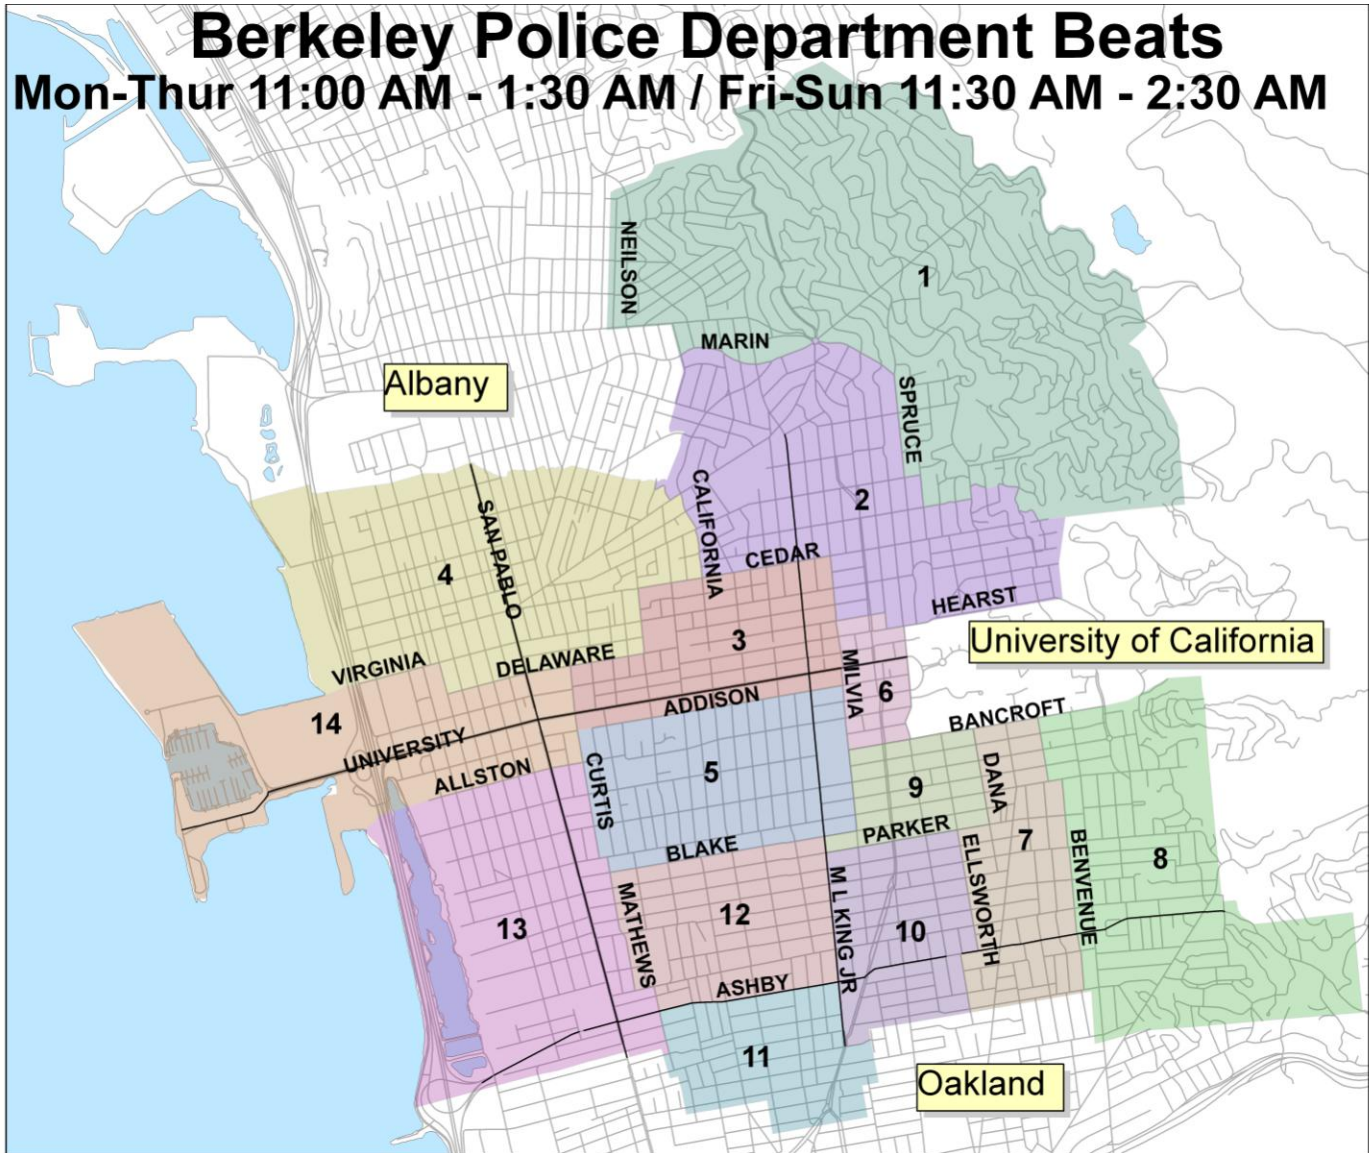 Berkeley Police Department Beats
Mon-Thur 11:00 AM - 1:30 AM / Fri-Sun 11:30 AM - 2:30 AM
NEILSON
1
MARIN
Albany
SPRUCE
CALIFORNIA
2
SAN PABLO
CEDAR
4
HEARST
3
University of California
DELAWARE
VIRGINIA
MILVIA
6
ADDISON
BANCROFT
14
UNIVERSITY
ALLSTON
CURTIS
5
DANA
9
PARKER
7
BLAKE
ELLSWORTH
BENVENUE
8
MATHEWS
12
M L KING JR
13
10
ASHBY
11
Oakland